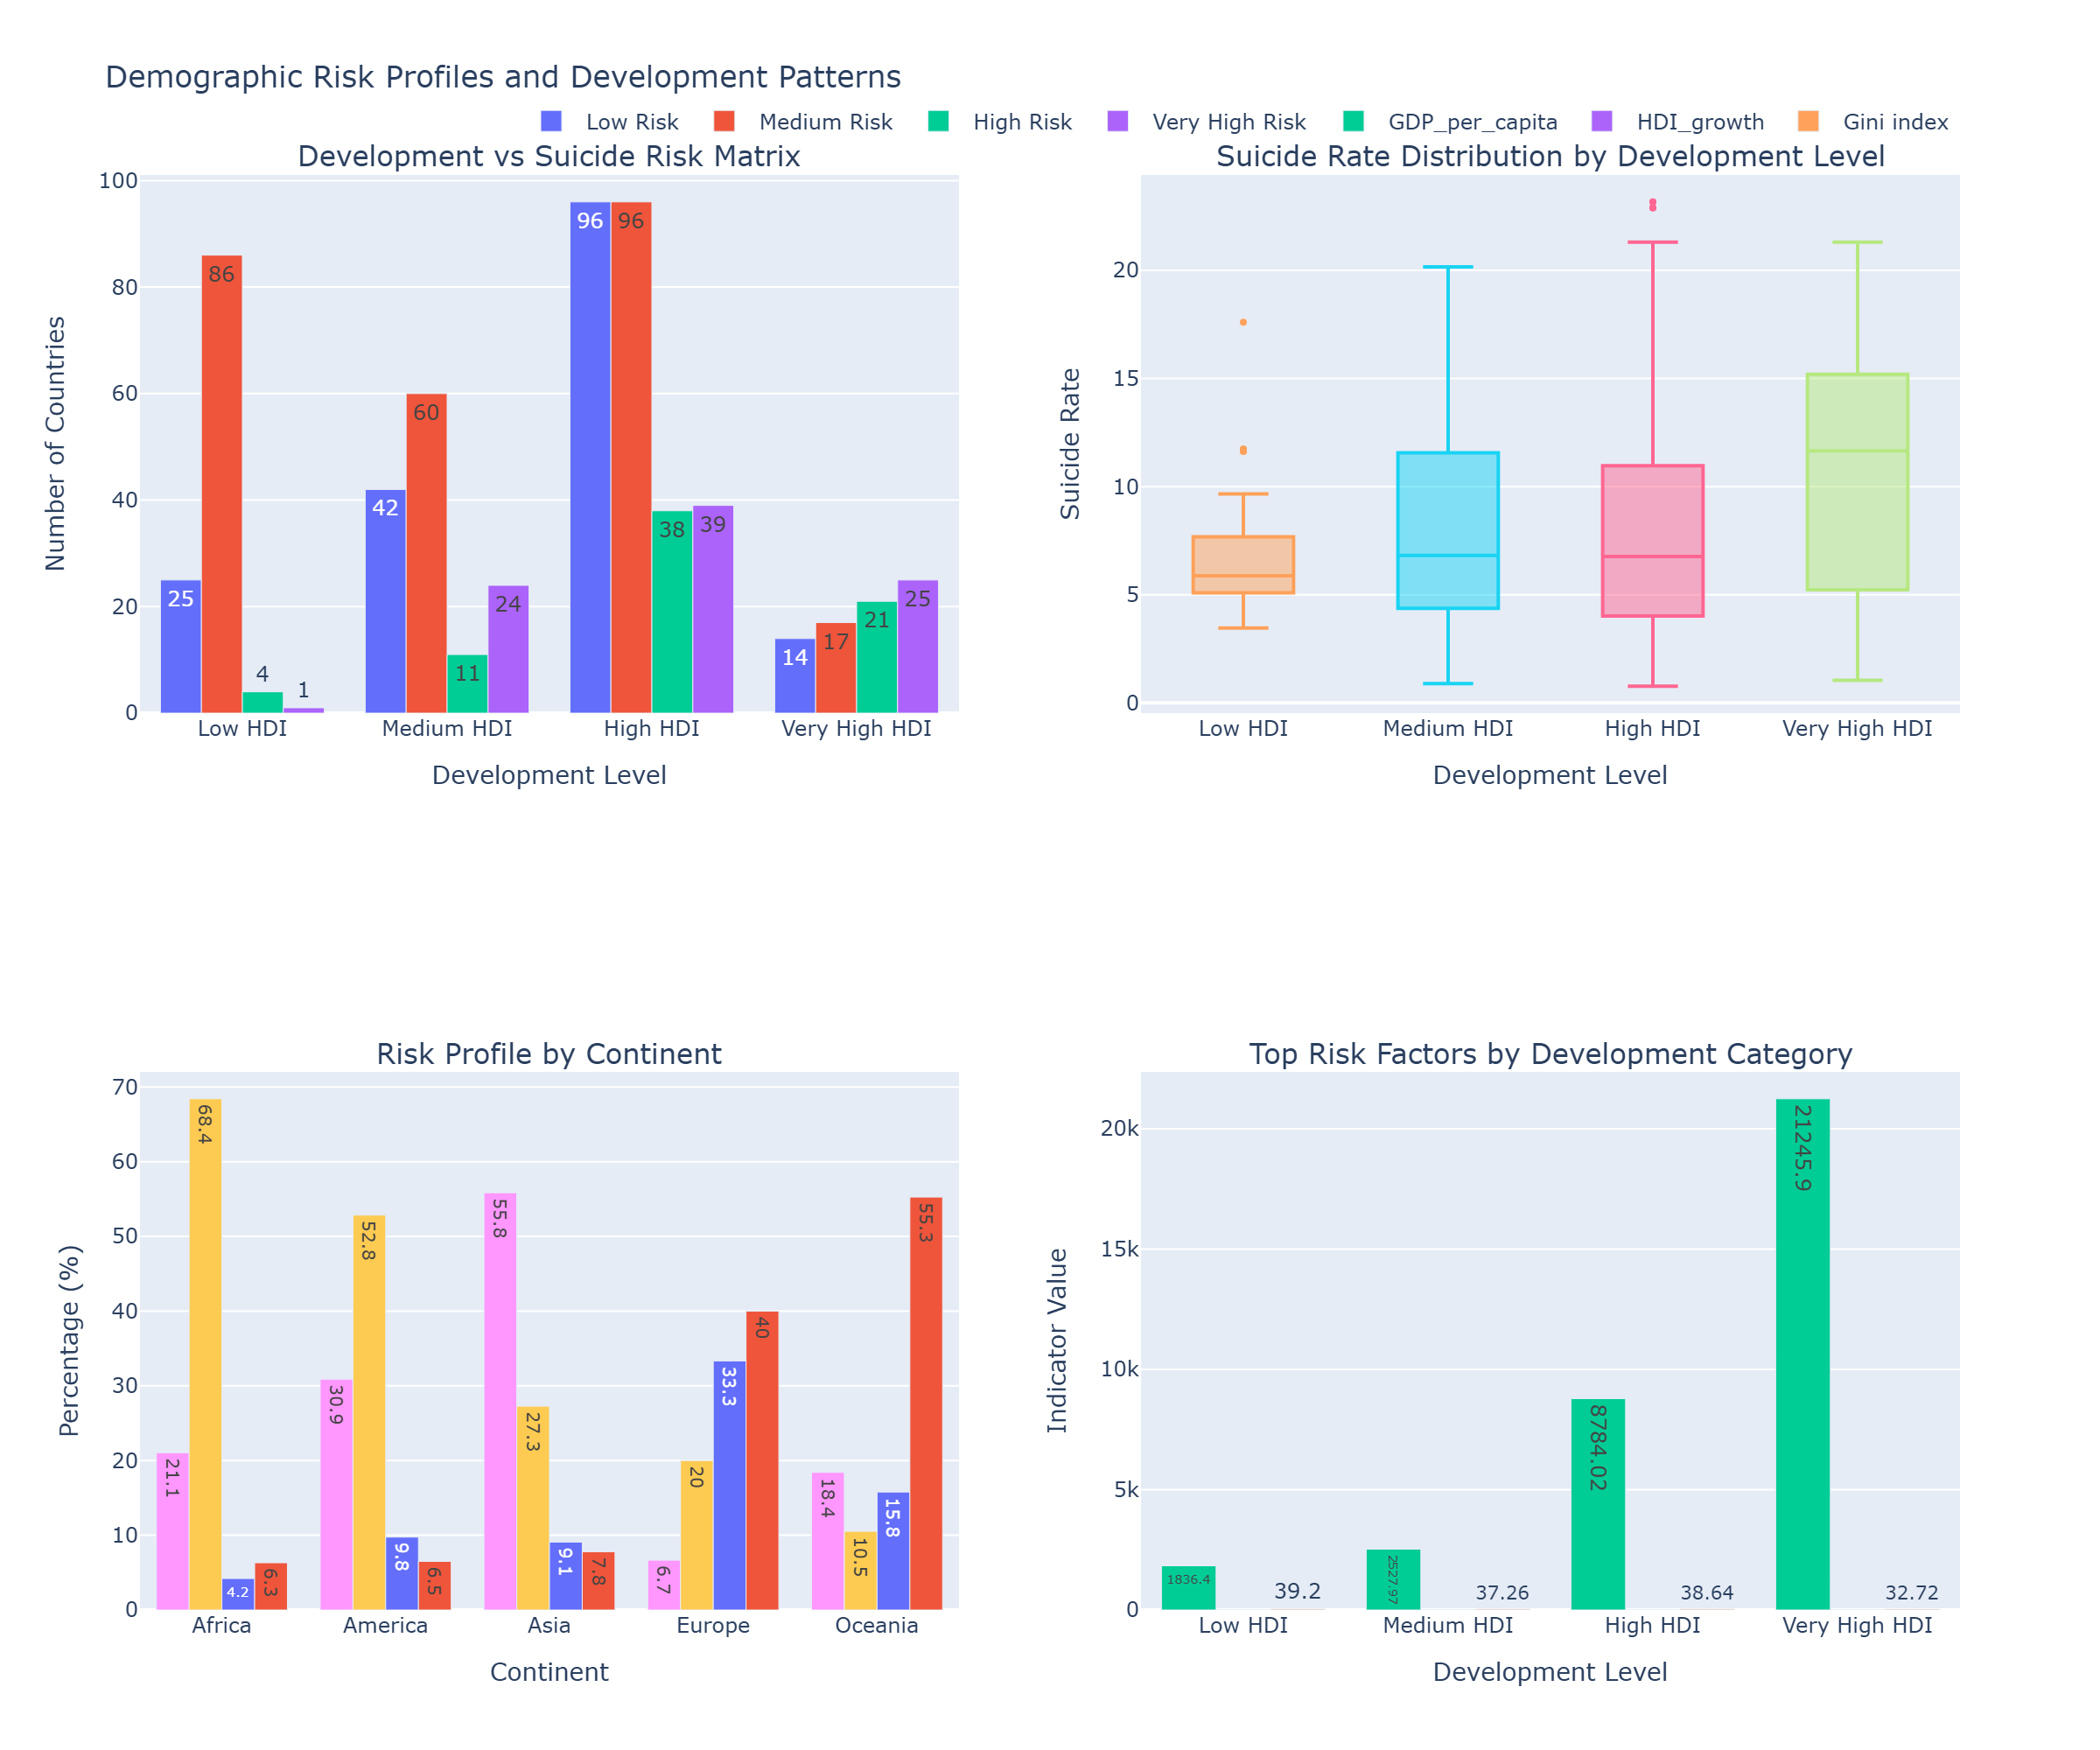 Demographic Risk Profiles and Development Patterns
Low Risk Medium Risk High Risk Very High Risk GDP_per_capita HDI_growth Gini index
Development vs Suicide Risk Matrix
Number of Countries
100
80
60
40
20
0
25 86 4 1
42 60 11 24
96 96 38 39
14 17 21 25
Low HDI Medium HDI High HDI Very High HDI
Development Level
Suicide Rate Distribution by Development Level
Suicide Rate
20
15
10
5
0
Low HDI Medium HDI High HDI Very High HDI
Development Level
Risk Profile by Continent
Percentage (%)
70
60
50
40
30
20
10
0
21.1 68.4 4.2 6.3
30.9 52.8 9.8 6.5
55.8 27.3 9.1 7.8
6.7 20 33.3 40
18.4 10.5 15.8 55.3
Africa America Asia Europe Oceania
Continent
Top Risk Factors by Development Category
Indicator Value
20k
15k
10k
5k
0
1836.4 39.2
2527.97 37.26
8784.02 38.64
21245.9 32.72
Low HDI Medium HDI High HDI Very High HDI
Development Level